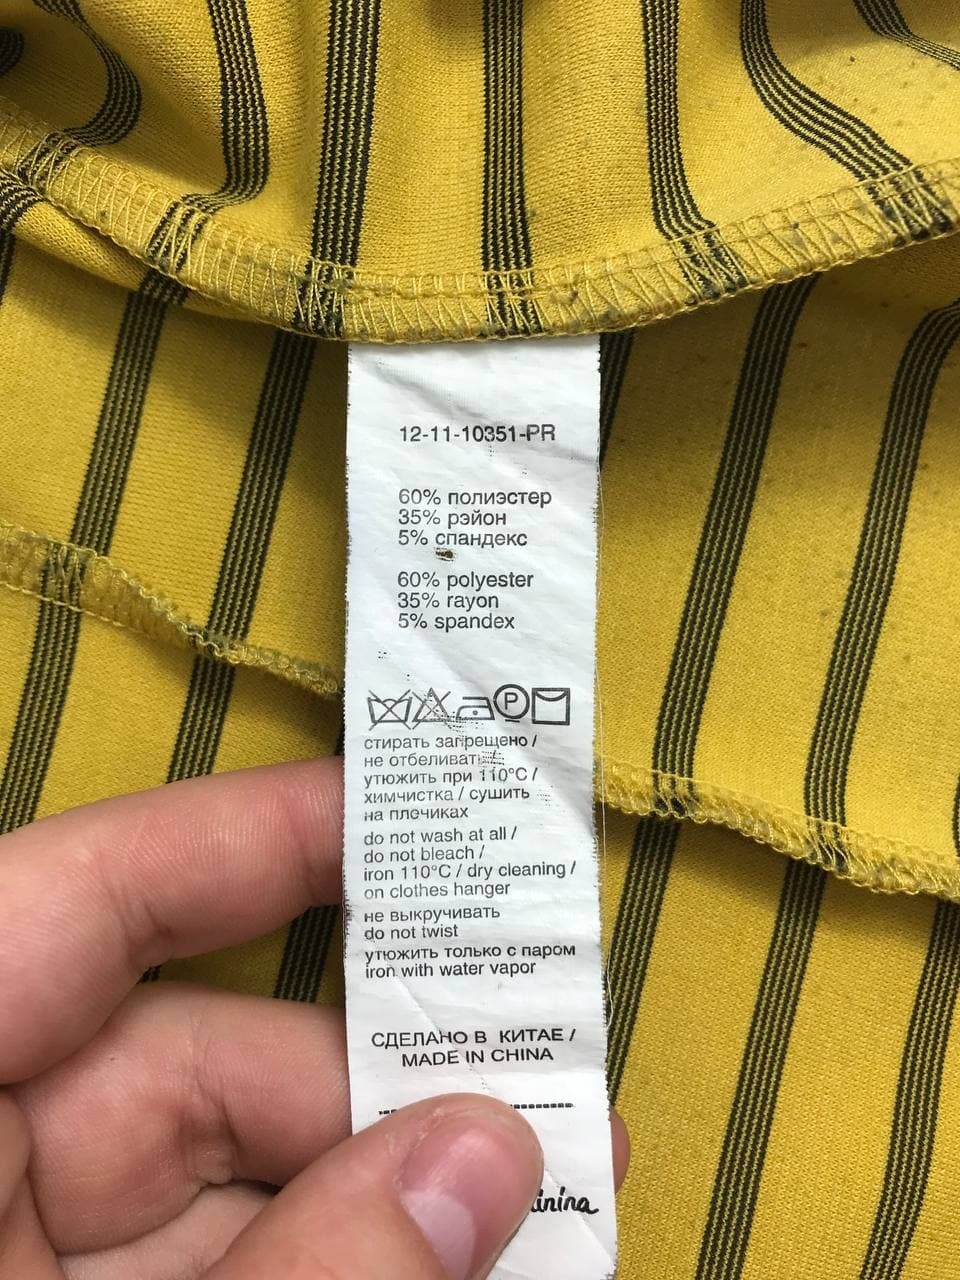 12-11-10351-PR
60% полиэстер
35% рэйон
5% спандекс
60% polyester
35% rayon
5% spandex
P
стирать запрещено /
не отбеливать
утюжить при 110°C /
химчистка / сушить
на плечиках
do not wash at all /
do not bleach /
iron 110°C / dry cleaning /
on clothes hanger
не выкручивать
do not twist
утюжить только с паром
iron with water vapor
СДЕЛАНО В КИТАЕ /
MADE IN CHINA